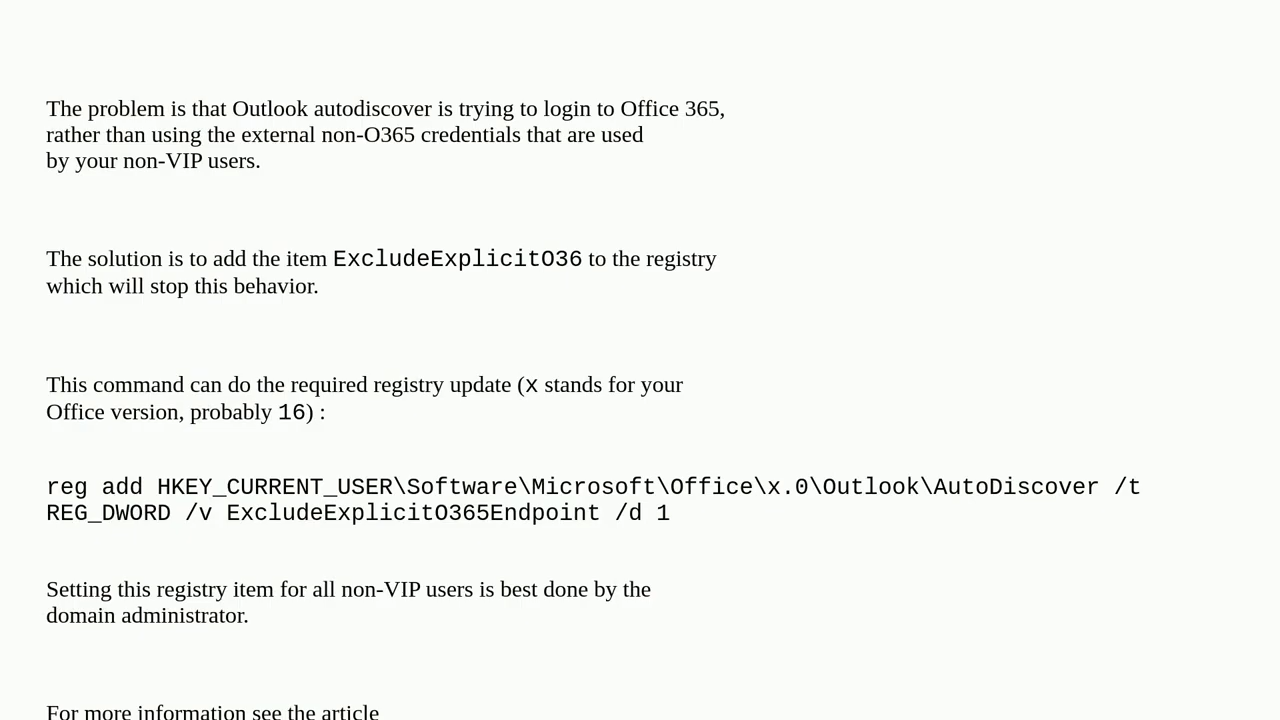 The problem is that Outlook autodiscover is trying to login to Office 365,
rather than using the external non-O365 credentials that are used
by your non-VIP users.
The solution is to add the item ExcludeExplicitO36 to the registry
which will stop this behavior.
This command can do the required registry update (x stands for your
Office version, probably 16) :
reg add HKEY_CURRENT_USER\Software\Microsoft\Office\x.0\Outlook\AutoDiscover /t
REG_DWORD /v ExcludeExplicitO365Endpoint /d 1
Setting this registry item for all non-VIP users is best done by the
domain administrator.
For more information see the article